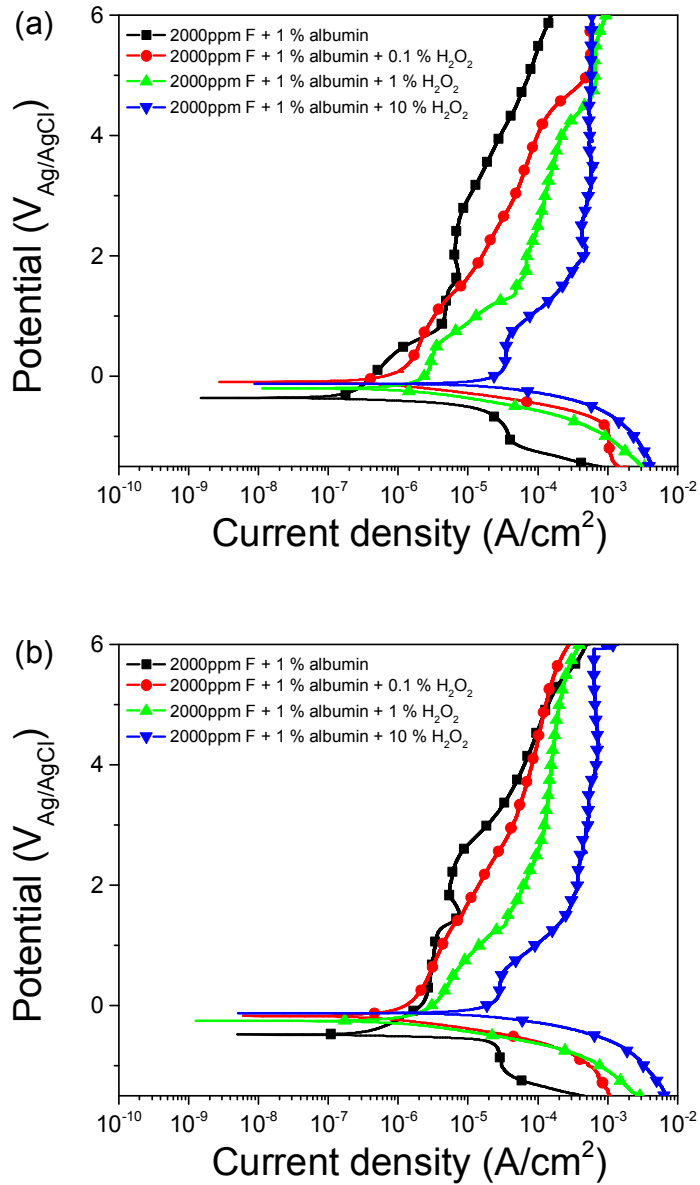 (a)
2000ppm F + 1 % albumin
2000ppm F + 1 % albumin + 0.1 % H₂O₂
2000ppm F + 1 % albumin + 1 % H₂O₂
2000ppm F + 1 % albumin + 10 % H₂O₂
6
4
2
0
Potential (V_Ag/AgCl)
10⁻¹⁰ 10⁻⁹ 10⁻⁸ 10⁻⁷ 10⁻⁶ 10⁻⁵ 10⁻⁴ 10⁻³ 10⁻²
Current density (A/cm²)
(b)
2000ppm F + 1 % albumin
2000ppm F + 1 % albumin + 0.1 % H₂O₂
2000ppm F + 1 % albumin + 1 % H₂O₂
2000ppm F + 1 % albumin + 10 % H₂O₂
6
4
2
0
Potential (V_Ag/AgCl)
10⁻¹⁰ 10⁻⁹ 10⁻⁸ 10⁻⁷ 10⁻⁶ 10⁻⁵ 10⁻⁴ 10⁻³ 10⁻²
Current density (A/cm²)